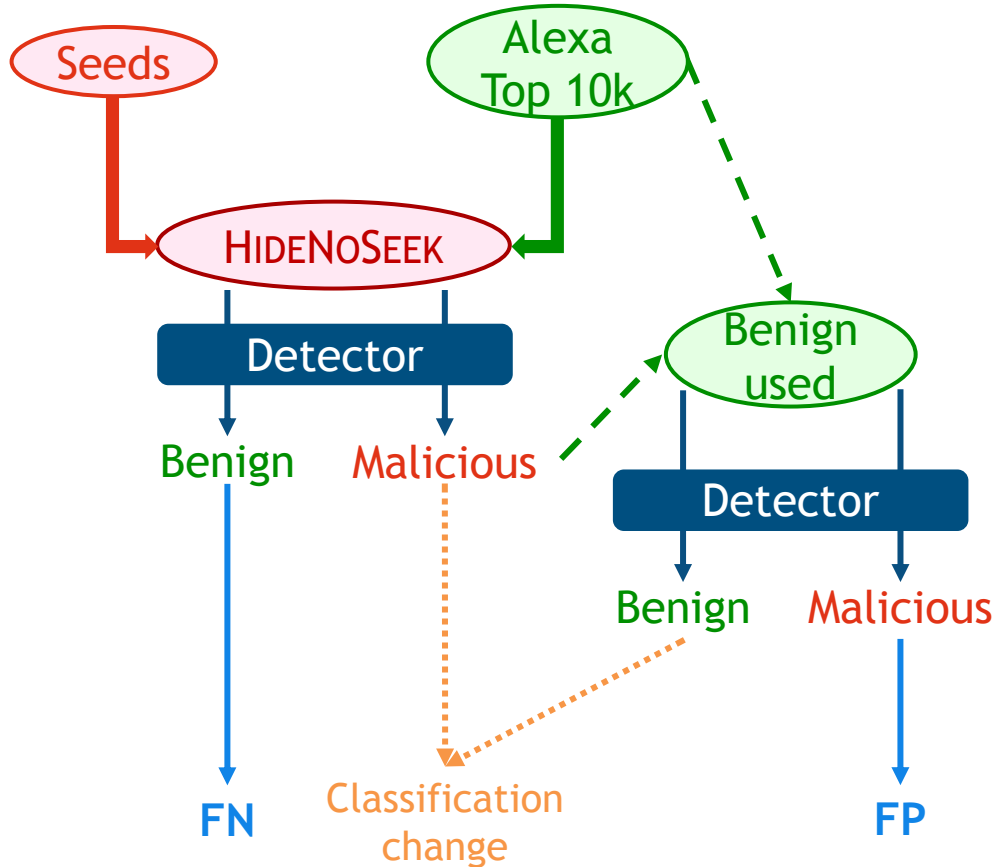 Seeds
Alexa
Top 10k
HIDENOSEEK
Detector
Benign
used
Benign
Malicious
Detector
Benign
Malicious
FN
Classification
change
FP